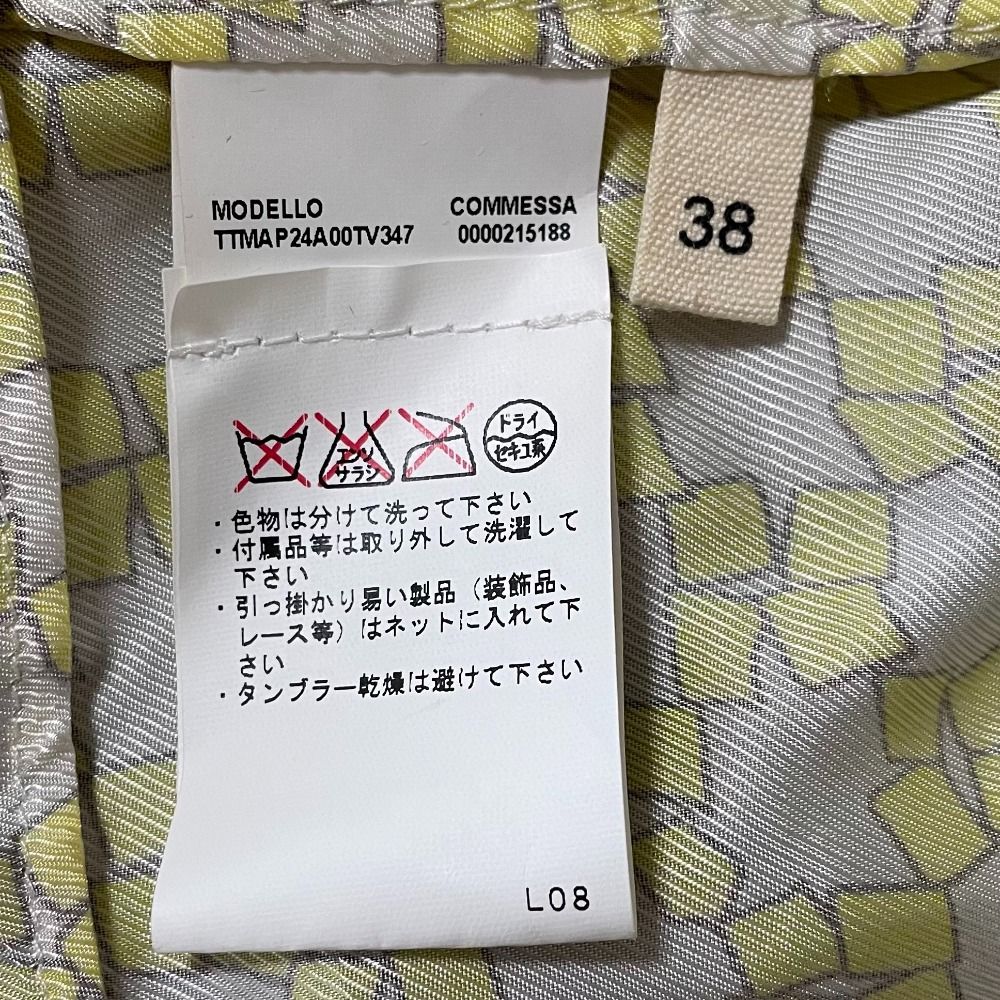 MODELLO COMMESSA
TTMAP24A00TV347 0000215188
38
エンソ
サラシ
ドライ
セキユ系
・色物は分けて洗って下さい
・付属品等は取り外して洗濯して
下さい
・引っ掛かり易い製品（装飾品、
レース等）はネットに入れて下
さい
・タンブラー乾燥は避けて下さい
L08